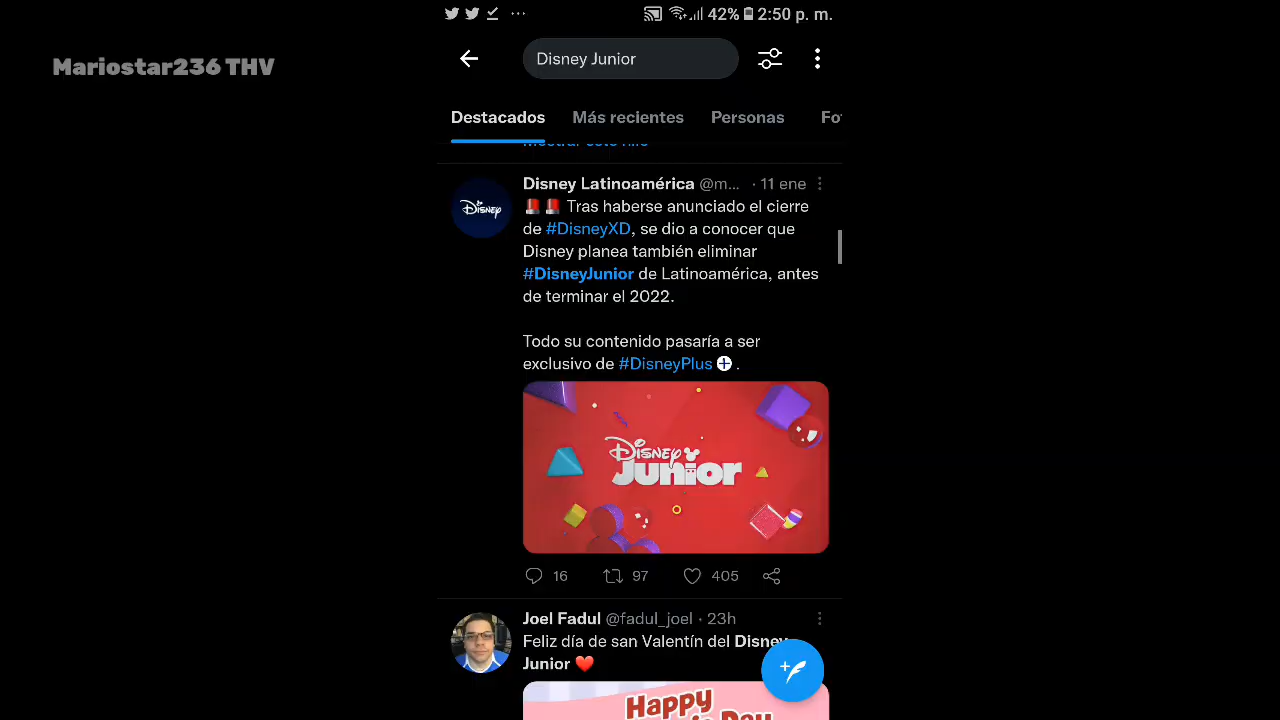 Mariostar236 THV
42% 2:50 p. m.
Disney Junior
Destacados Más recientes Personas Fo
Mostrar este hilo
Disney Latinoamérica @m... · 11 ene
🚨🚨 Tras haberse anunciado el cierre
de #DisneyXD, se dio a conocer que
Disney planea también eliminar
#DisneyJunior de Latinoamérica, antes
de terminar el 2022.
Todo su contenido pasaría a ser
exclusivo de #DisneyPlus .
Disney
Disney
Junior
16 97 405
Joel Fadul @fadul_joel · 23h
Feliz día de san Valentín del Disney
Junior ❤️
Happy
Day